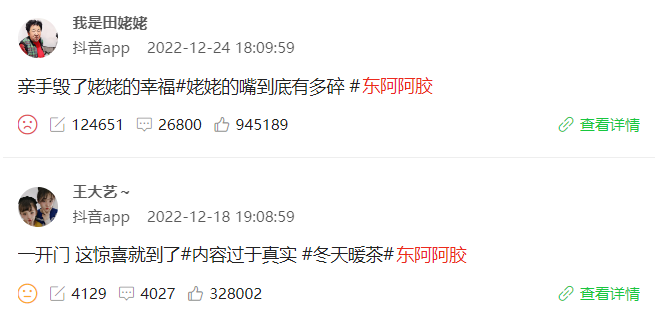 我是田姥姥
抖音app 2022-12-24 18:09:59
亲手毁了姥姥的幸福#姥姥的嘴到底有多碎 #东阿阿胶
124651 26800 945189 查看详情
王大艺~
抖音app 2022-12-18 19:08:59
一开门 这惊喜就到了#内容过于真实 #冬天暖茶#东阿阿胶
4129 4027 328002 查看详情